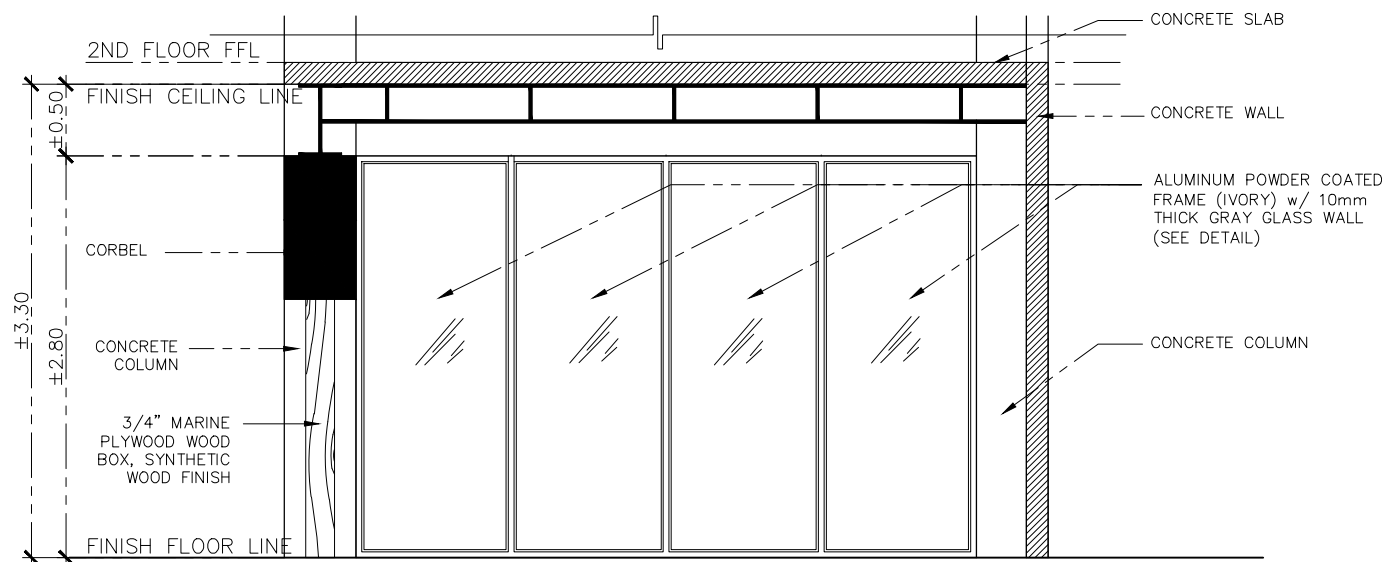 CONCRETE SLAB
2ND FLOOR FFL
FINISH CEILING LINE
±0.50
CONCRETE WALL
ALUMINUM POWDER COATED
FRAME (IVORY) w/ 10mm
THICK GRAY GLASS WALL
(SEE DETAIL)
CORBEL
±3.30
±2.80
CONCRETE
COLUMN
CONCRETE COLUMN
3/4" MARINE
PLYWOOD WOOD
BOX, SYNTHETIC
WOOD FINISH
FINISH FLOOR LINE